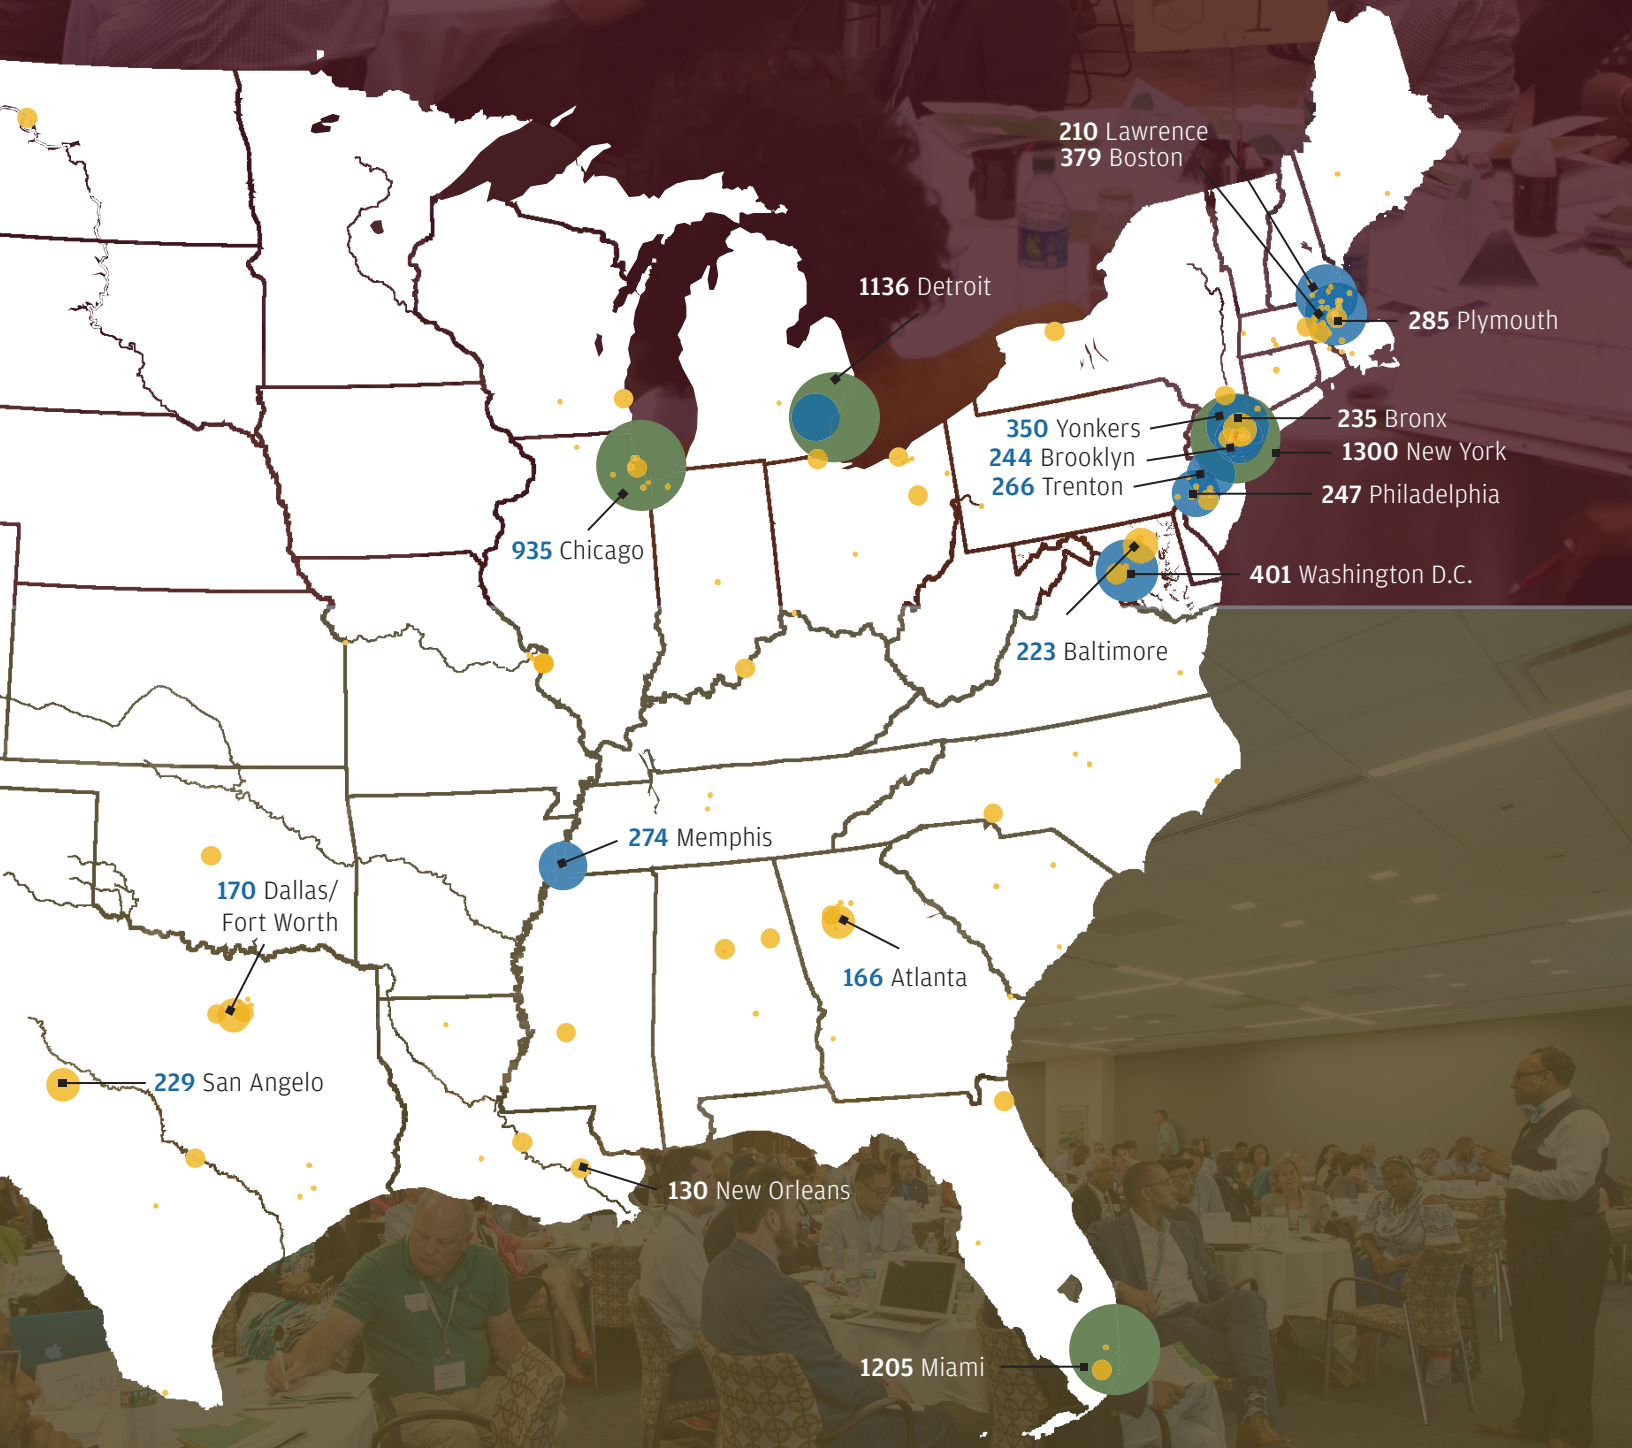 210 Lawrence
379 Boston
1136 Detroit
285 Plymouth
350 Yonkers
235 Bronx
244 Brooklyn
1300 New York
266 Trenton
247 Philadelphia
935 Chicago
401 Washington D.C.
223 Baltimore
274 Memphis
170 Dallas/
Fort Worth
166 Atlanta
229 San Angelo
130 New Orleans
1205 Miami